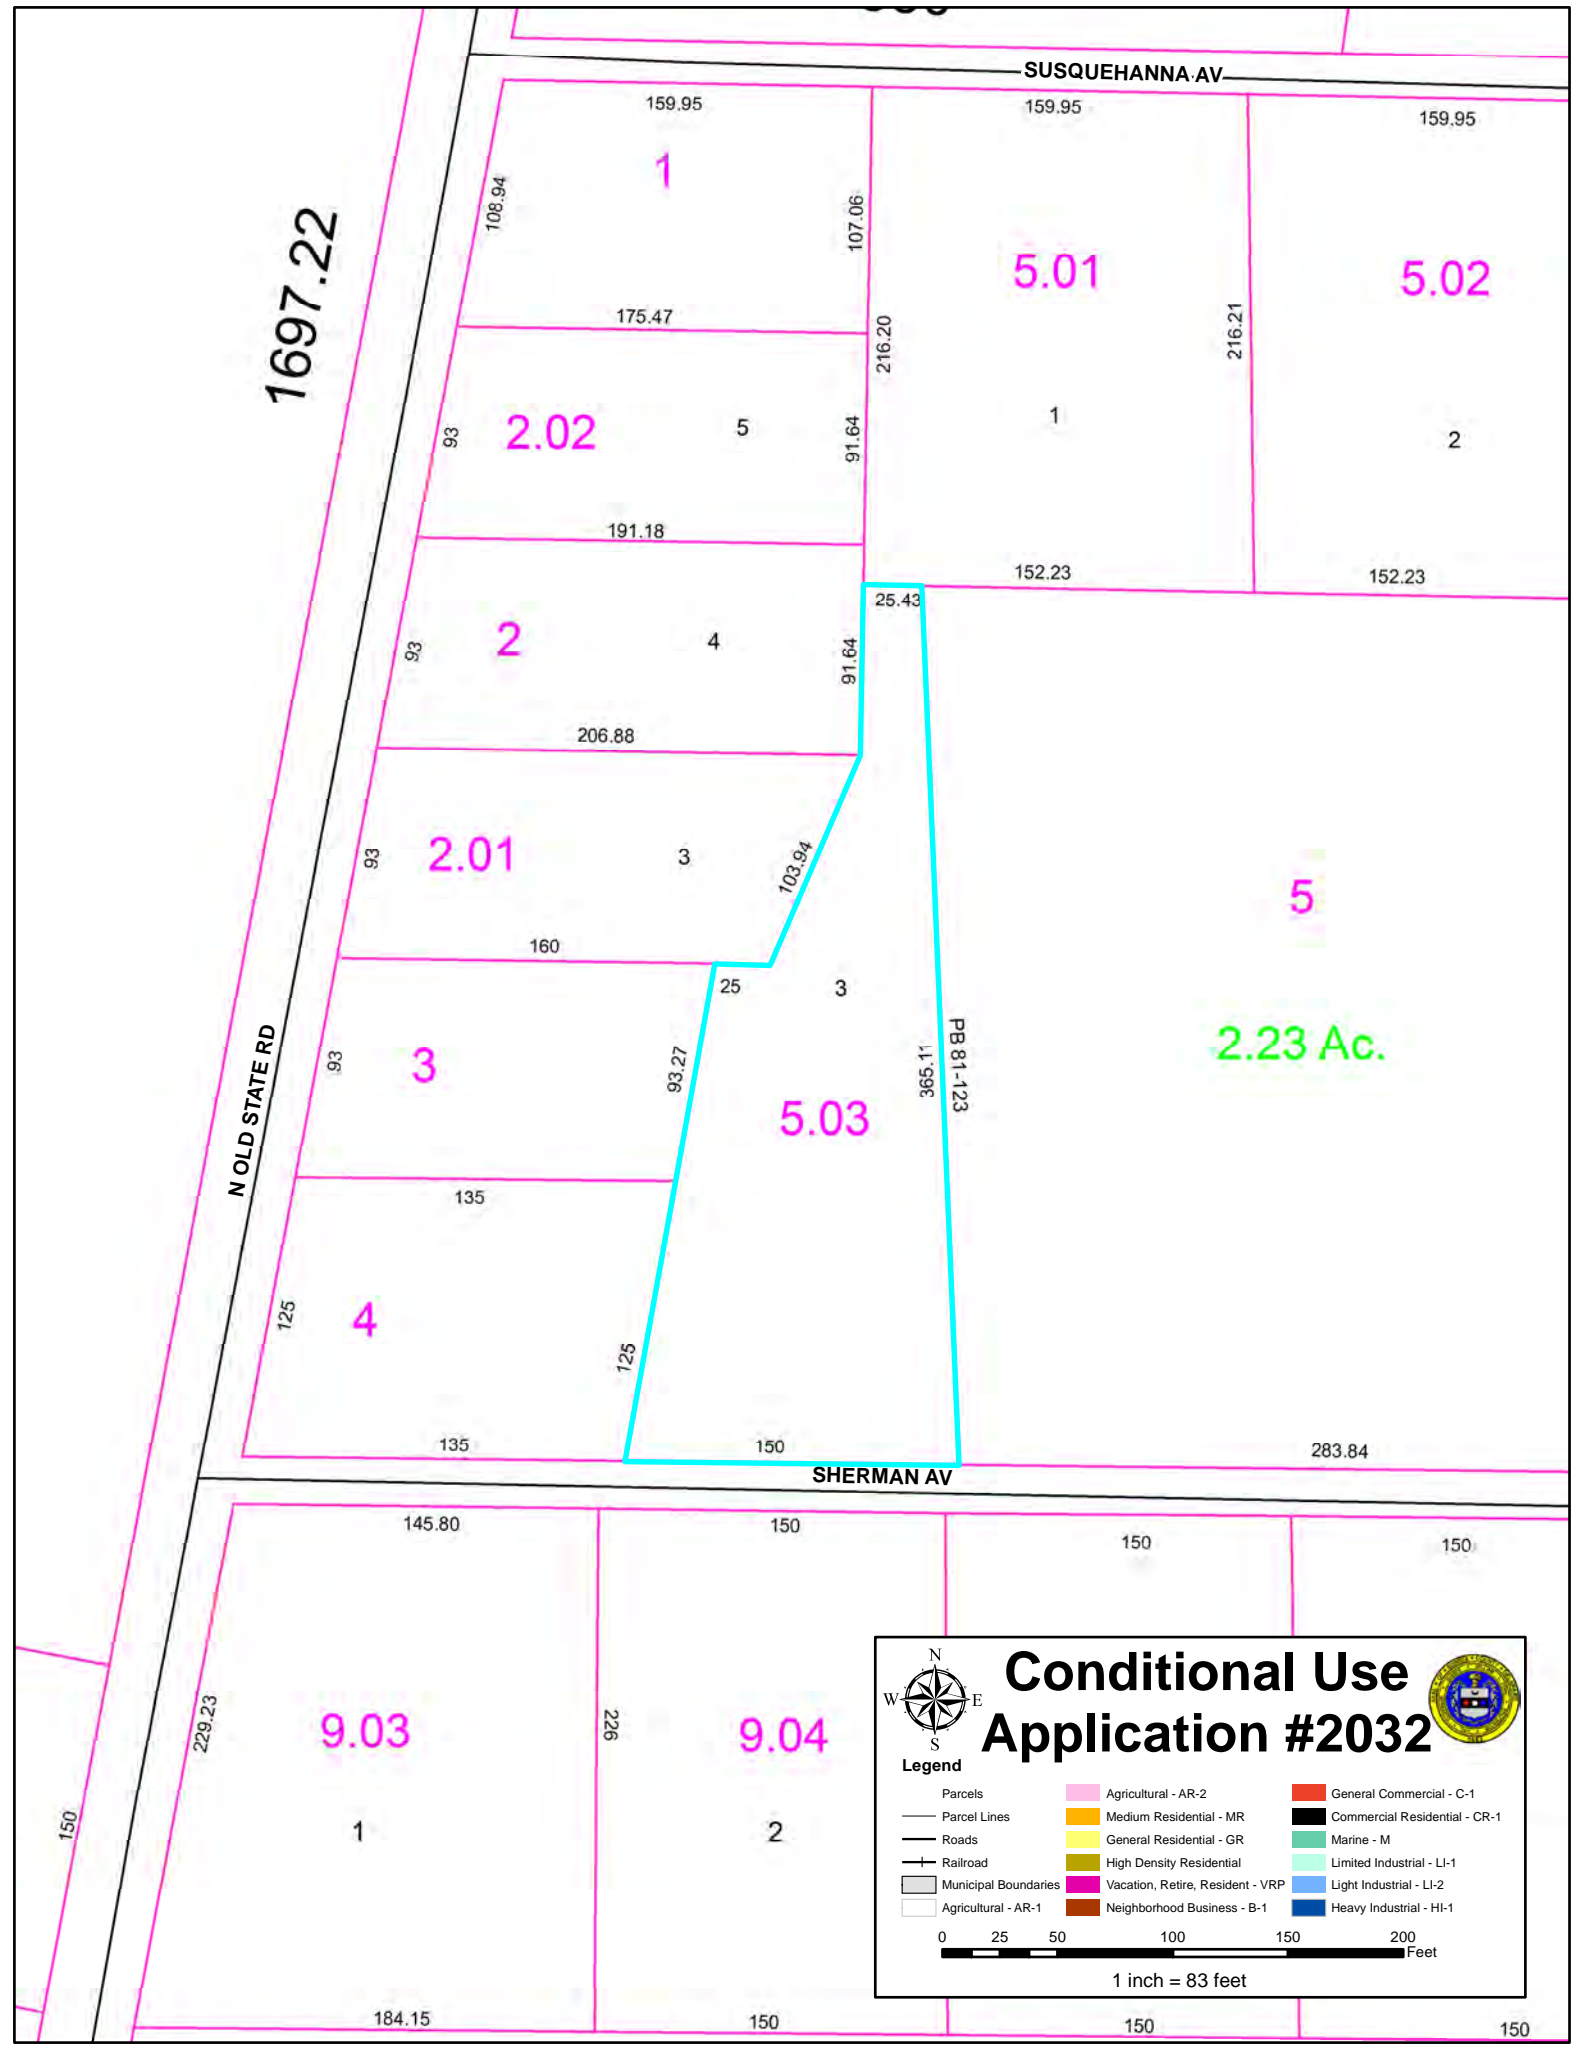 SUSQUEHANNA AV
159.95
159.95
159.95
1
108.94
107.06
1697.22
5.01
5.02
175.47
216.20
216.21
2.02
5
93
91.64
1
2
191.18
152.23
152.23
25.43
2
4
93
91.64
206.88
2.01
3
93
103.94
5
160
25
3
2.23 Ac.
N OLD STATE RD
93
3
93.27
365.11
PB 81-123
5.03
135
125
4
125
135
150
283.84
SHERMAN AV
145.80
150
150
150
229.23
9.03
226
9.04
150
1
2
184.15
150
150
150
N
W
E
S
Conditional Use
Application #2032
Legend
Parcels
Parcel Lines
Roads
Railroad
Municipal Boundaries
Agricultural - AR-1
Agricultural - AR-2
Medium Residential - MR
General Residential - GR
High Density Residential
Vacation, Retire, Resident - VRP
Neighborhood Business - B-1
General Commercial - C-1
Commercial Residential - CR-1
Marine - M
Limited Industrial - LI-1
Light Industrial - LI-2
Heavy Industrial - HI-1
0 25 50 100 150 200
Feet
1 inch = 83 feet